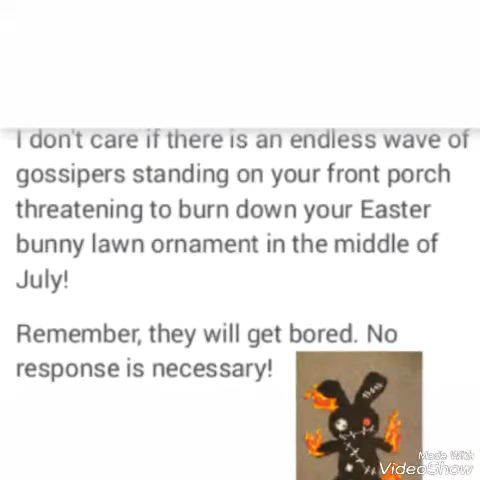 I don't care if there is an endless wave of
gossipers standing on your front porch
threatening to burn down your Easter
bunny lawn ornament in the middle of
July!
Remember, they will get bored. No
response is necessary!
Made With
VideoShow